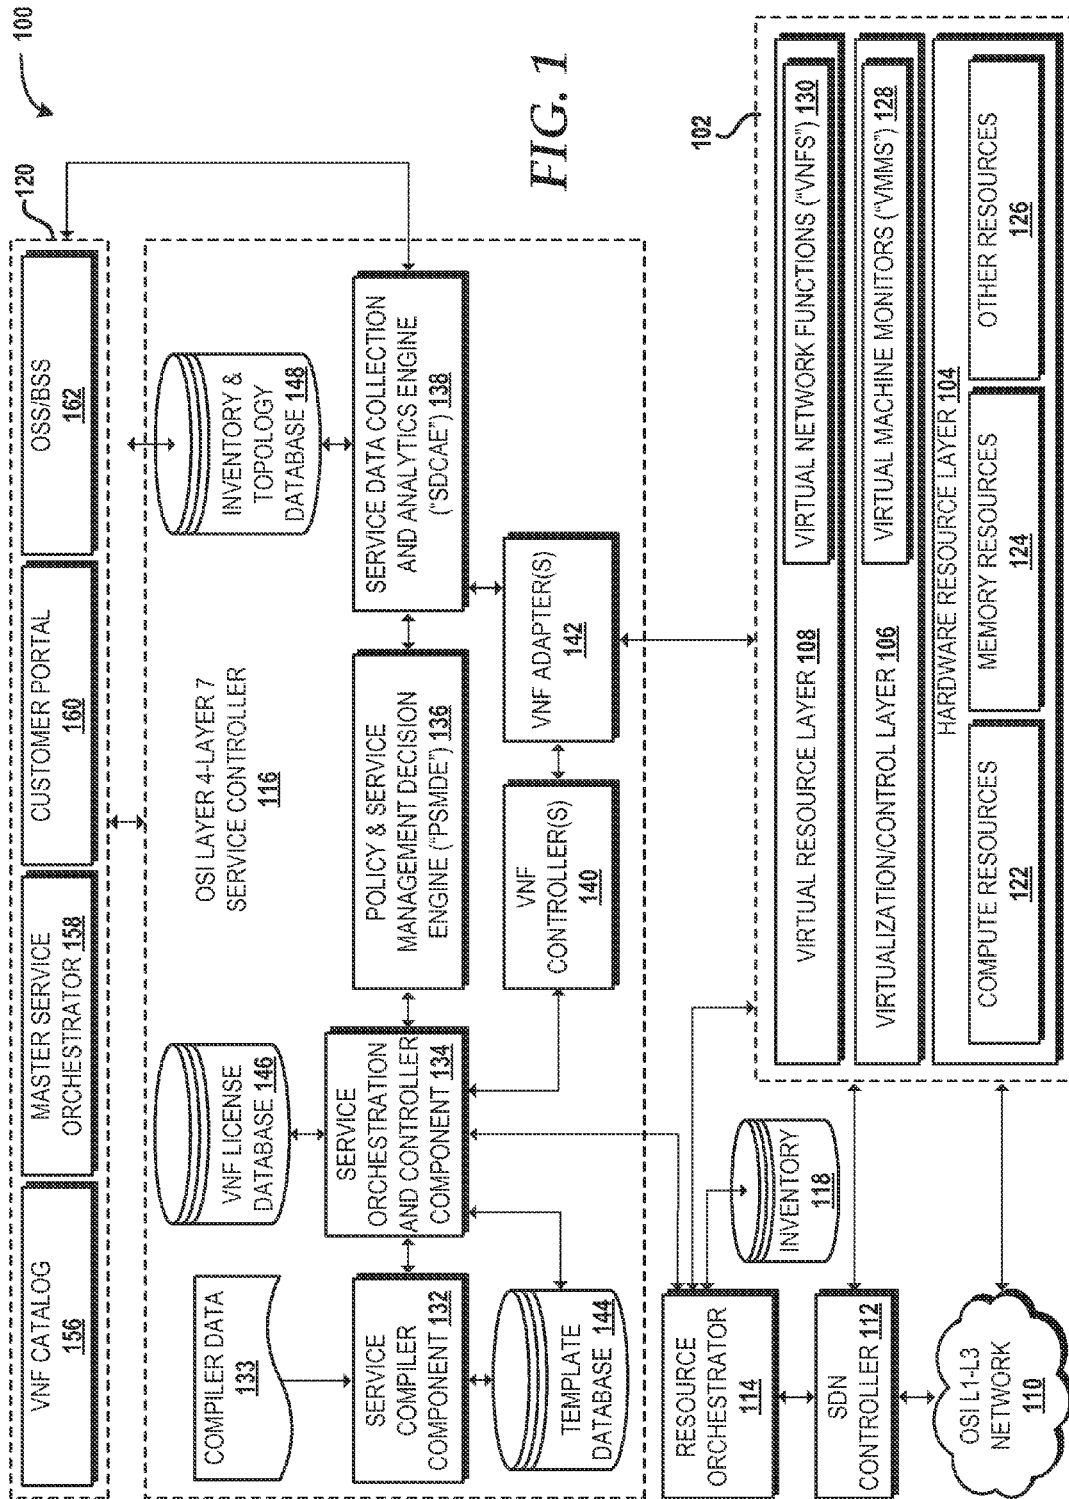 100
120
VNF CATALOG
156
MASTER SERVICE
ORCHESTRATOR 158
CUSTOMER PORTAL
160
OSS/BSS
162
OSI LAYER 4-LAYER 7
SERVICE CONTROLLER
116
COMPILER DATA
133
VNF LICENSE
DATABASE 146
INVENTORY &
TOPOLOGY
DATABASE 148
SERVICE
COMPILER
COMPONENT 132
SERVICE
ORCHESTRATION
AND CONTROLLER
COMPONENT 134
POLICY & SERVICE
MANAGEMENT DECISION
ENGINE ("PSMDE") 136
SERVICE DATA COLLECTION
AND ANALYTICS ENGINE
("SDCAE") 138
TEMPLATE
DATABASE 144
VNF
CONTROLLER(S)
140
VNF ADAPTER(S)
142
FIG. 1
RESOURCE
ORCHESTRATOR
114
INVENTORY
118
SDN
CONTROLLER 112
OSI L1-L3
NETWORK
110
102
VIRTUAL RESOURCE LAYER 108
VIRTUAL NETWORK FUNCTIONS ("VNFS") 130
VIRTUALIZATION/CONTROL LAYER 106
VIRTUAL MACHINE MONITORS ("VMMS") 128
HARDWARE RESOURCE LAYER 104
COMPUTE RESOURCES
122
MEMORY RESOURCES
124
OTHER RESOURCES
126